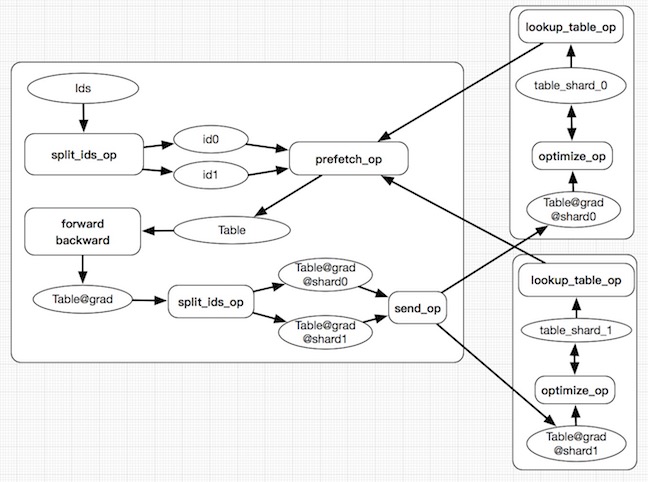 Ids
split_ids_op
id0
id1
prefetch_op
Table
forward
backward
Table@grad
split_ids_op
Table@grad
@shard0
Table@grad
@shard1
send_op
lookup_table_op
table_shard_0
optimize_op
Table@grad
@shard0
lookup_table_op
table_shard_1
optimize_op
Table@grad
@shard1